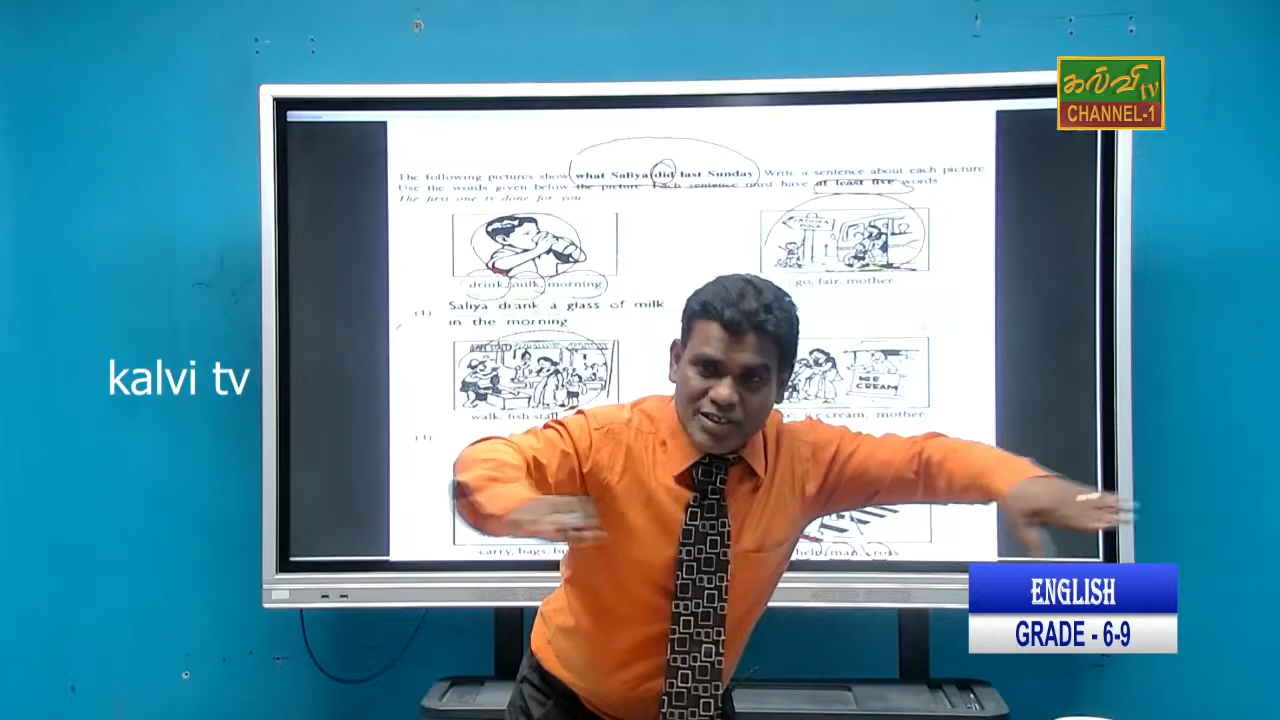 கல்வி TV
CHANNEL-1
The following pictures show what Saliya did last Sunday Write a sentence about each picture
Use the words given below the picture Each sentence must have at least five words
The first one is done for you
drink, milk, morning
go, fair, mother
(1) Saliya drank a glass of milk
in the morning
kalvi tv
ICE
CREAM
walk, fish stall
ice cream, mother
(3)
carry, bags,
help, man, cross
ENGLISH
GRADE - 6-9